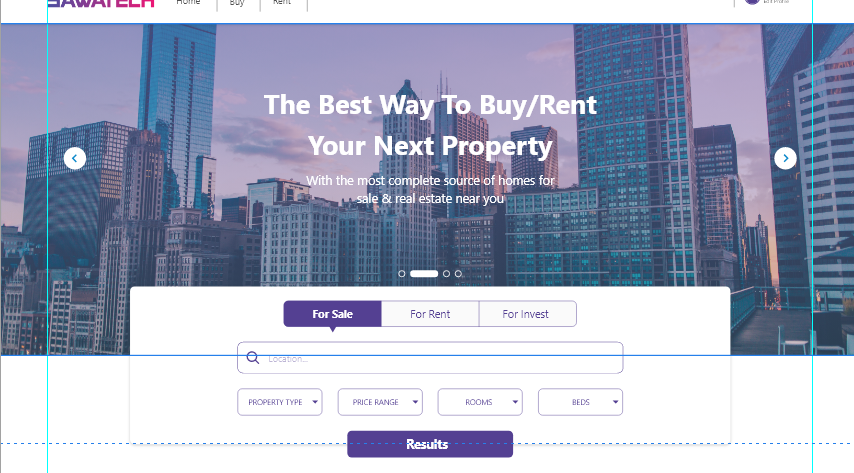 SAWATECH
Home
Buy
Rent
Edit Profile
The Best Way To Buy/Rent
Your Next Property
With the most complete source of homes for
sale & real estate near you
For Sale
For Rent
For Invest
Location...
PROPERTY TYPE
PRICE RANGE
ROOMS
BEDS
Results